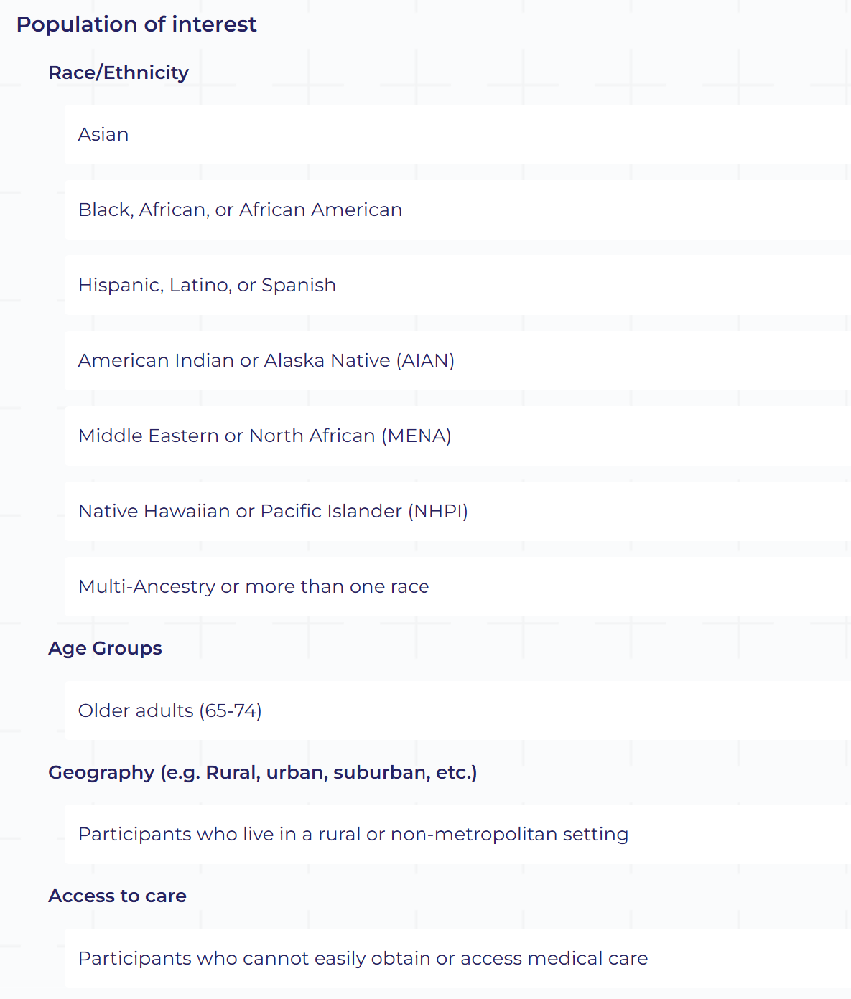 Population of interest
Race/Ethnicity
Asian
Black, African, or African American
Hispanic, Latino, or Spanish
American Indian or Alaska Native (AIAN)
Middle Eastern or North African (MENA)
Native Hawaiian or Pacific Islander (NHPI)
Multi-Ancestry or more than one race
Age Groups
Older adults (65-74)
Geography (e.g. Rural, urban, suburban, etc.)
Participants who live in a rural or non-metropolitan setting
Access to care
Participants who cannot easily obtain or access medical care